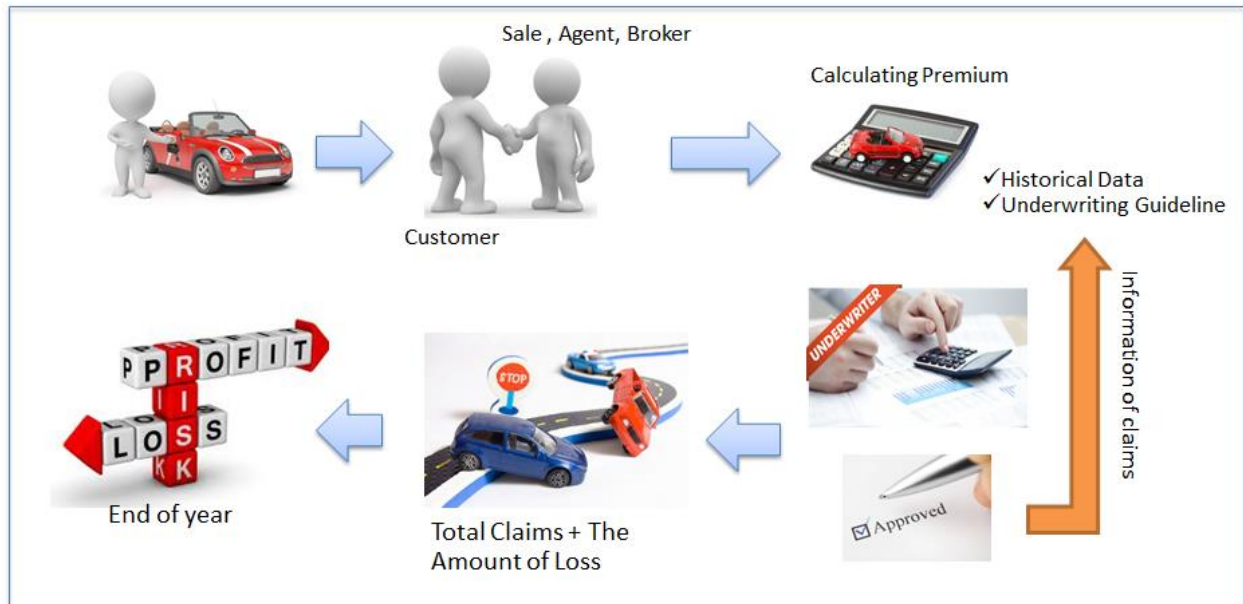 Sale , Agent, Broker
Calculating Premium
✓Historical Data
✓Underwriting Guideline
Customer
Information of claims
UNDERWRITER
PROFIT
RISK
LOSS
STOP
Approved
End of year
Total Claims + The
Amount of Loss